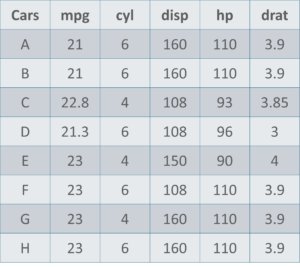 Cars mpg cyl disp hp drat
A 21 6 160 110 3.9
B 21 6 160 110 3.9
C 22.8 4 108 93 3.85
D 21.3 6 108 96 3
E 23 4 150 90 4
F 23 6 108 110 3.9
G 23 4 160 110 3.9
H 23 6 160 110 3.9